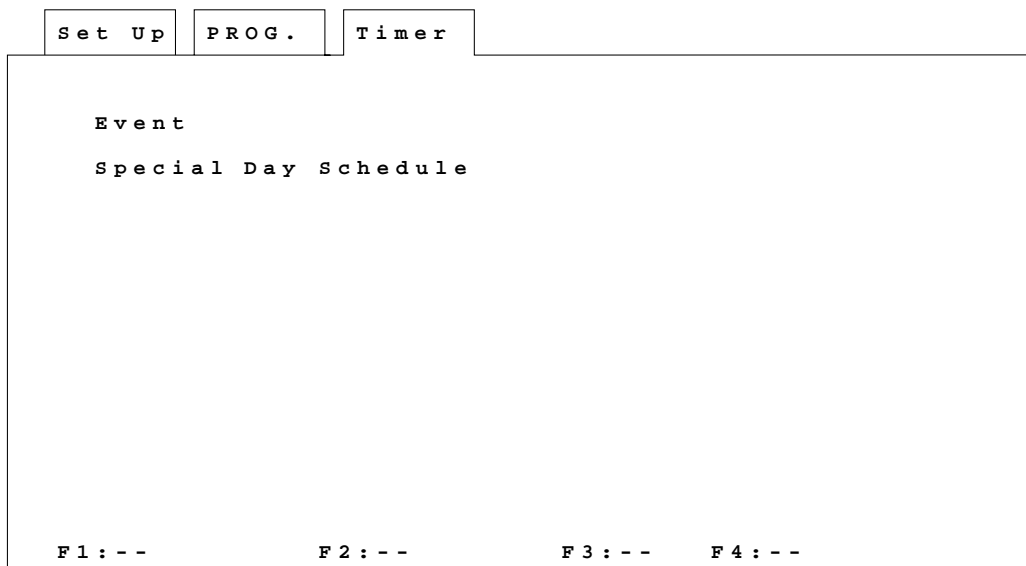 Set Up PROG. Timer
Event
Special Day Schedule
F1:-- F2:-- F3:-- F4:--